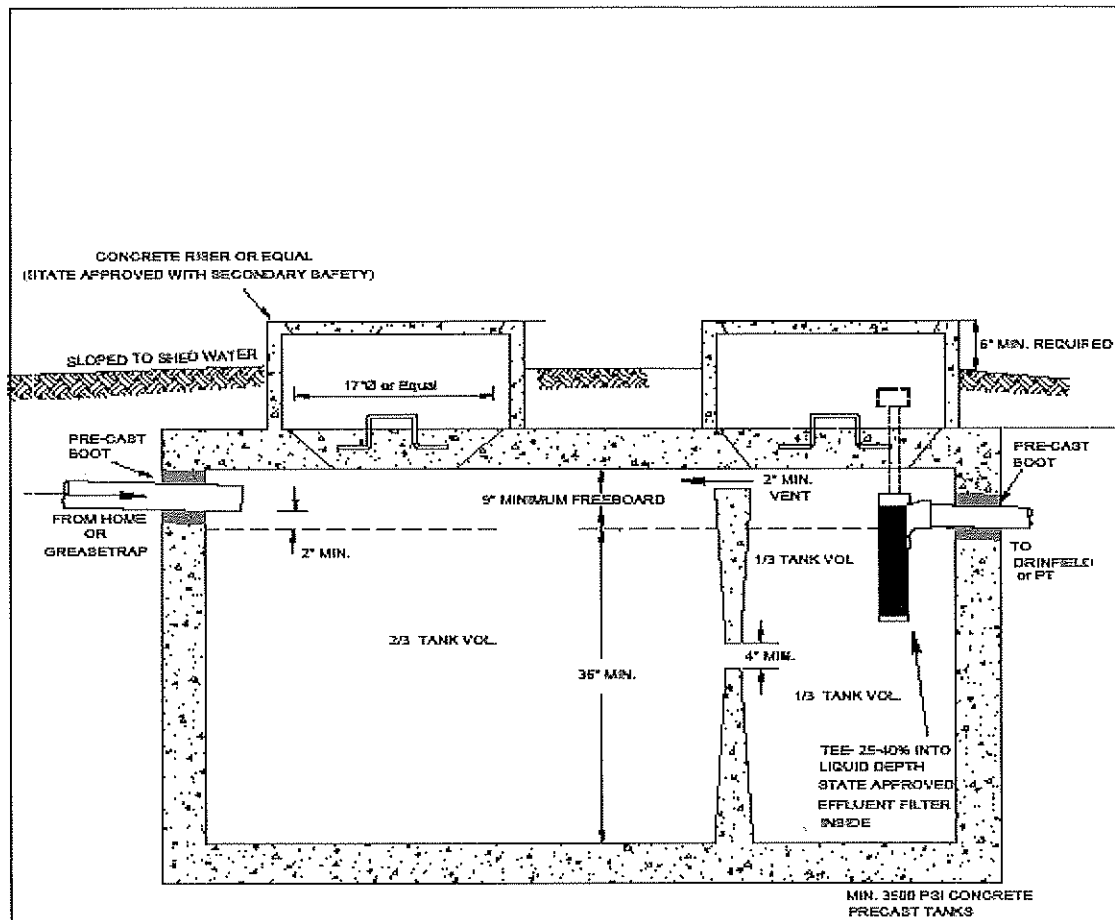 CONCRETE RISER OR EQUAL
(STATE APPROVED WITH SECONDARY SAFETY)
SLOPED TO SHED WATER
6" MIN. REQUIRED
17"Ø or Equal
PRE-CAST
BOOT
PRE-CAST
BOOT
2" MIN.
VENT
9" MINIMUM FREEBOARD
FROM HOME
OR
GREASETRAP
2" MIN.
1/3 TANK VOL
TO
DRINFIELD
or PT
2/3 TANK VOL.
4" MIN.
36" MIN.
1/3 TANK VOL.
TEE- 25-40% INTO
LIQUID DEPTH
STATE APPROVED
EFFLUENT FILTER
INSIDE
MIN. 3500 PSI CONCRETE
PRECAST TANKS